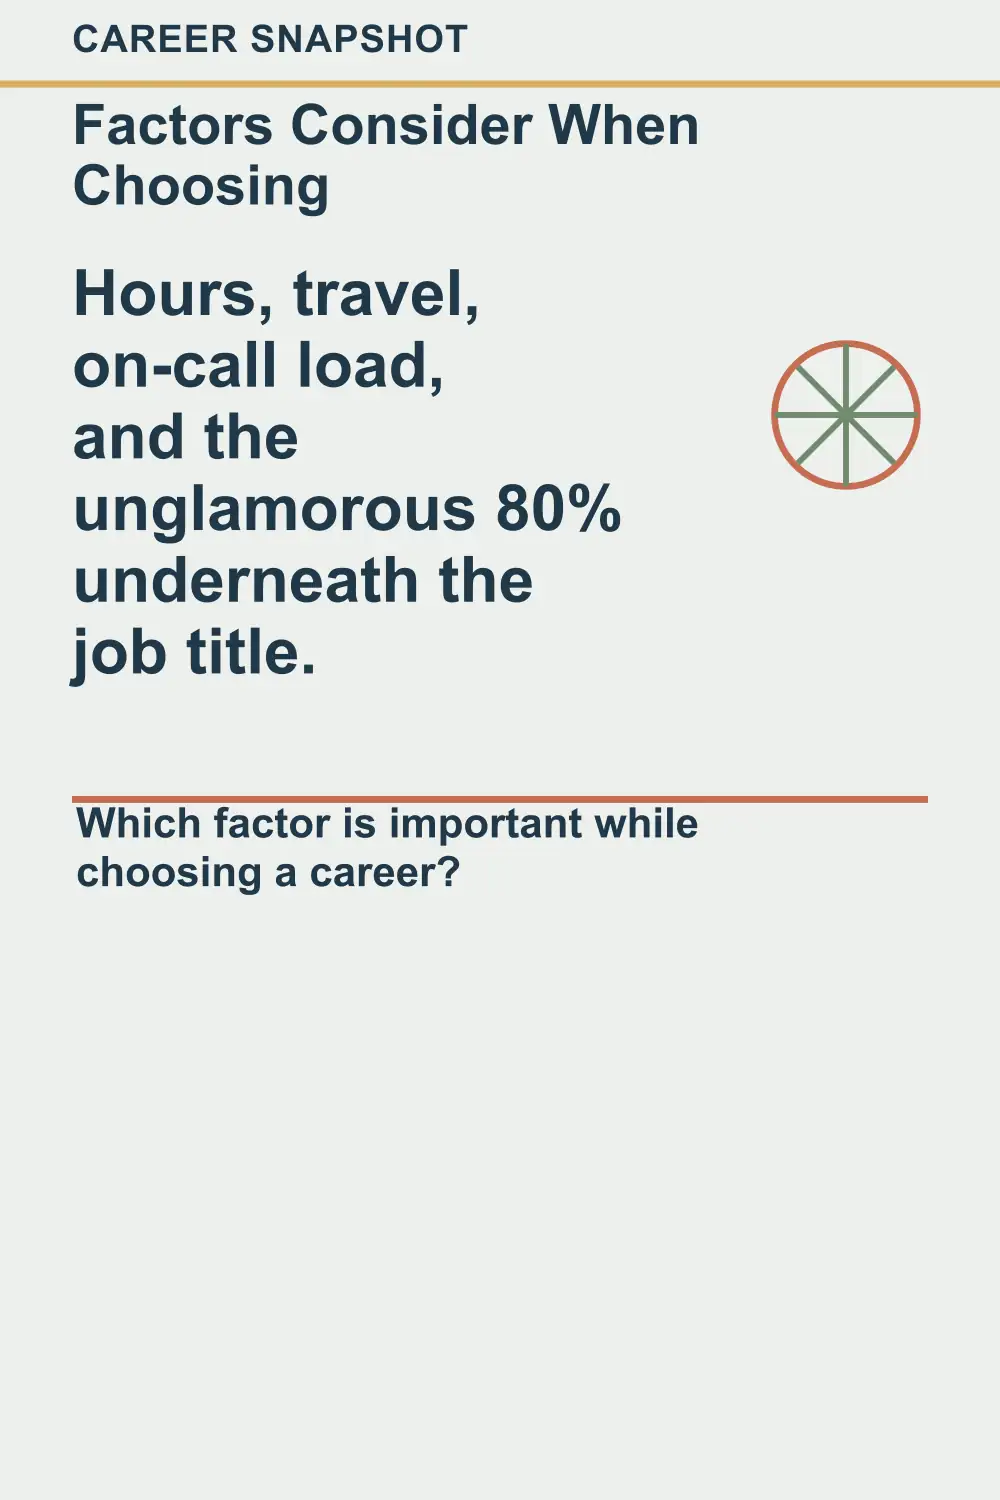 CAREER SNAPSHOT
Factors Consider When
Choosing
Hours, travel,
on-call load,
and the
unglamorous 80%
underneath the
job title.
Which factor is important while
choosing a career?